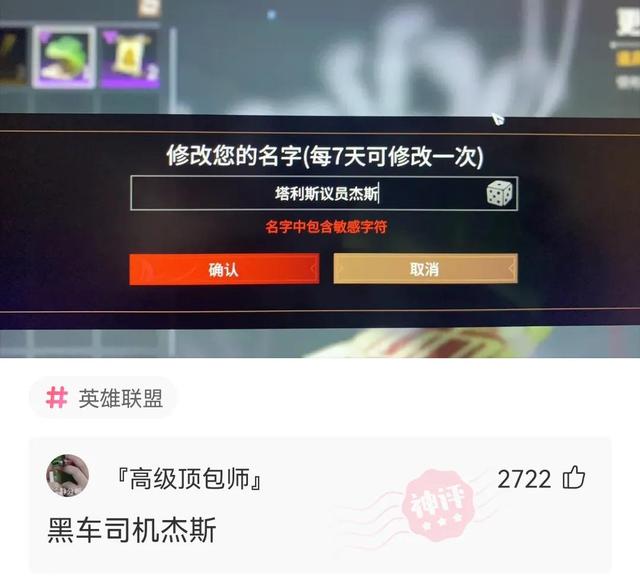 更
修改您的名字(每7天可修改一次)
塔利斯议员杰斯
名字中包含敏感字符
确认
取消
# 英雄联盟
『高级顶包师』
2722
神评
黑车司机杰斯